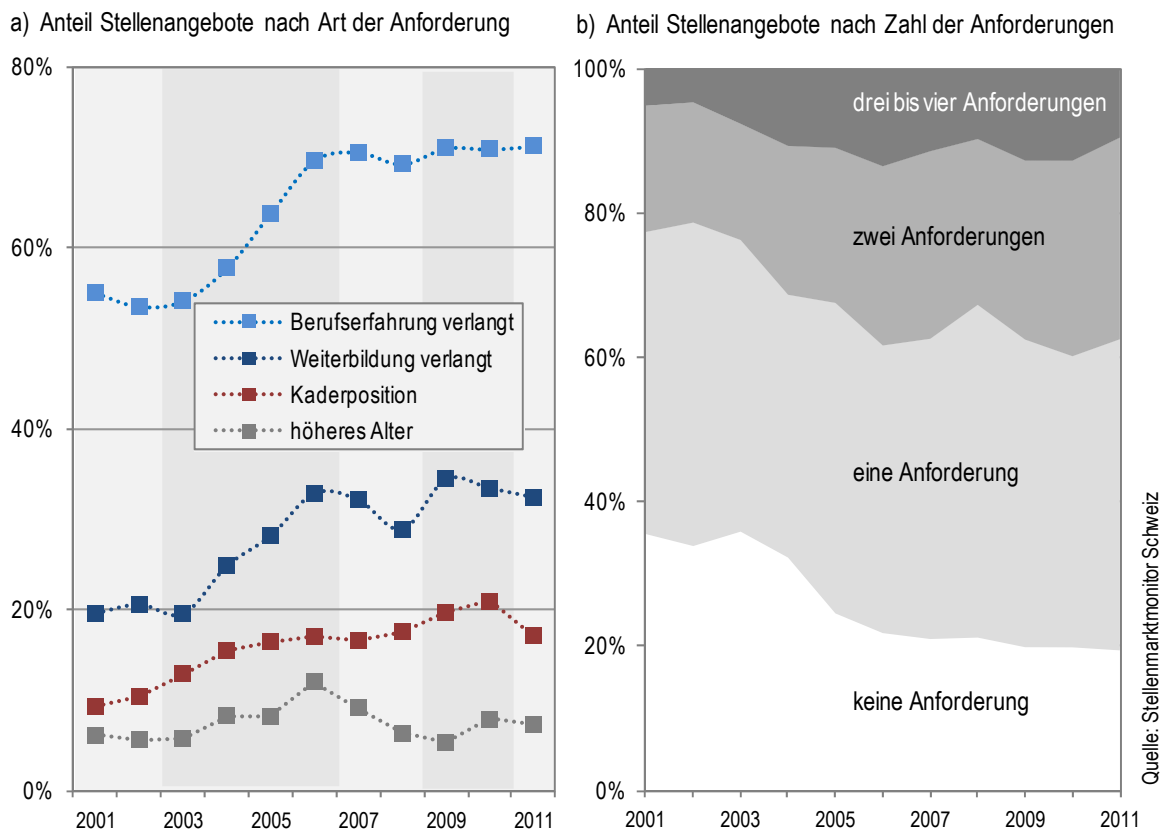 a) Anteil Stellenangebote nach Art der Anforderung
80%
60%
40%
20%
0%
Berufserfahrung verlangt
Weiterbildung verlangt
Kaderposition
höheres Alter
2001 2003 2005 2007 2009 2011
b) Anteil Stellenangebote nach Zahl der Anforderungen
100%
80%
60%
40%
20%
0%
drei bis vier Anforderungen
zwei Anforderungen
eine Anforderung
keine Anforderung
2001 2003 2005 2007 2009 2011
Quelle: Stellenmarktmonitor Schweiz